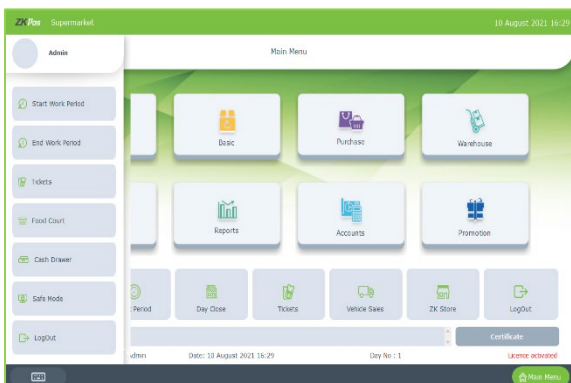 ZKPos Supermarket 10 August 2021 16:29
Admin
Main Menu
Start Work Period
End Work Period
Tickets
Food Court
Cash Drawer
Safe Mode
LogOut
Basic
Purchase
Warehouse
Reports
Accounts
Promotion
Period
Day Close
Tickets
Vehicle Sales
ZK Store
LogOut
Certificate
Date: 10 August 2021 16:29
Day No : 1
Licence activated
Main Menu